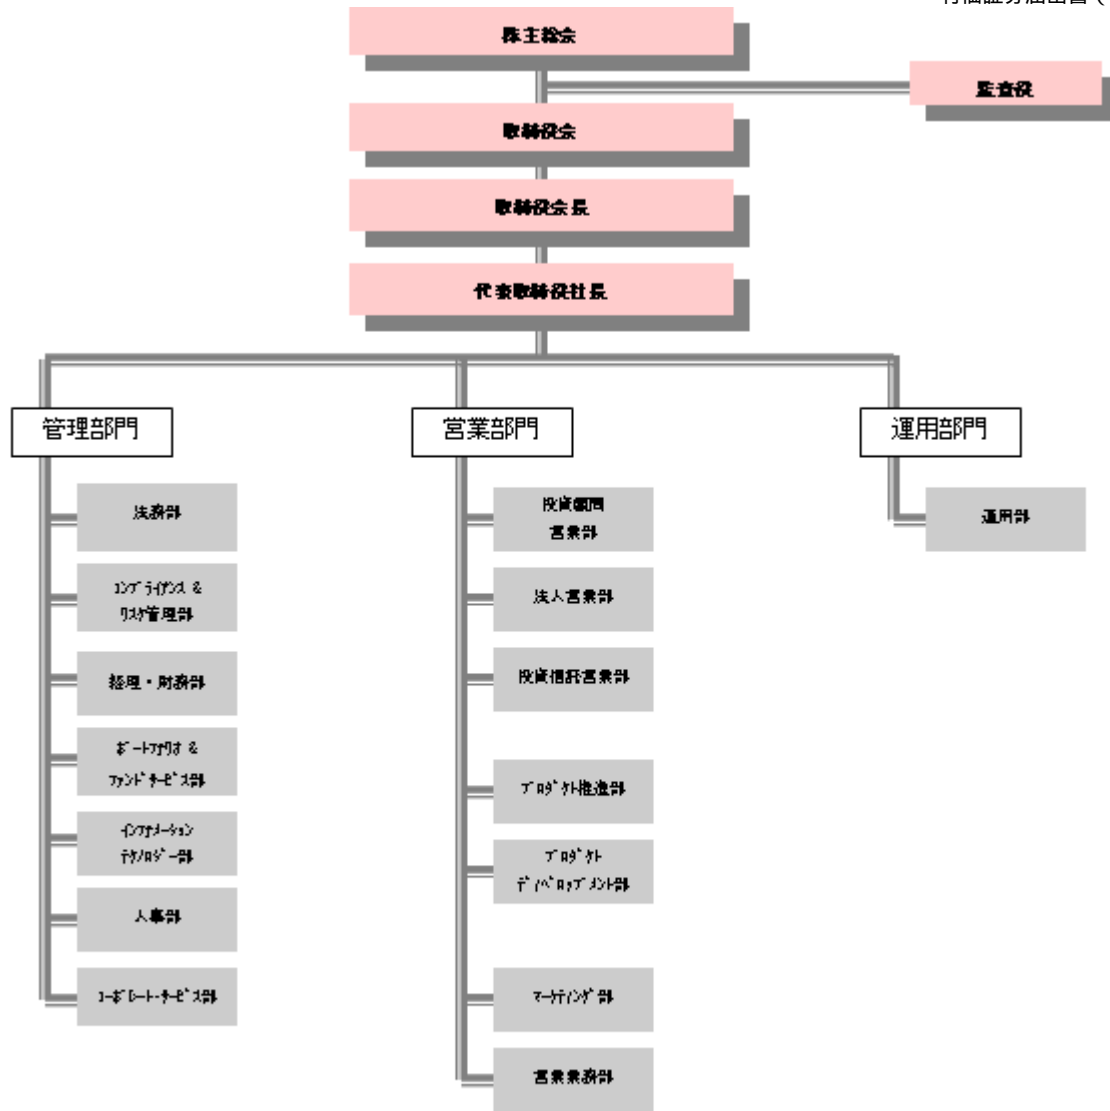 有価証券届出書（
株主総会
監査役
取締役会
取締役会長
代表取締役社長
管理部門
営業部門
運用部門
法務部
ｺﾝﾌﾟﾗｲｱﾝｽ &
ﾘｽｸ管理部
経理・財務部
ﾎﾟｰﾄﾌｫﾘｵ &
ﾌｧﾝﾄﾞｻｰﾋﾞｽ部
ｲﾝﾌｫﾒｰｼｮﾝ
ﾃｸﾉﾛｼﾞｰ部
人事部
ｺｰﾎﾟﾚｰﾄ･ｻｰﾋﾞｽ部
投資顧問
営業部
法人営業部
投資信託営業部
ﾌﾟﾛﾀﾞｸﾄ推進部
ﾌﾟﾛﾀﾞｸﾄ
ﾃﾞｨﾍﾞﾛｯﾌﾟﾒﾝﾄ部
ﾏｰｹﾃｨﾝｸﾞ部
営業業務部
運用部